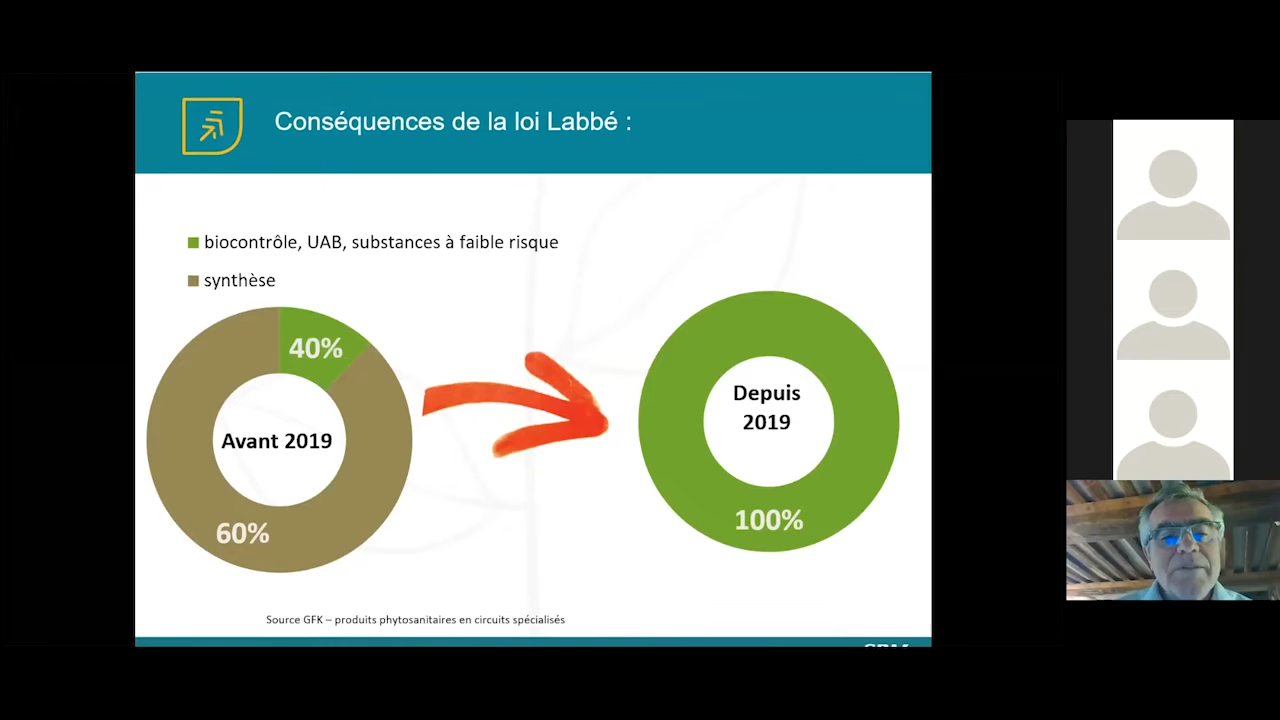 Conséquences de la loi Labbé :
biocontrôle, UAB, substances à faible risque
synthèse
40%
Avant 2019
60%
Depuis
2019
100%
Source GFK – produits phytosanitaires en circuits spécialisés